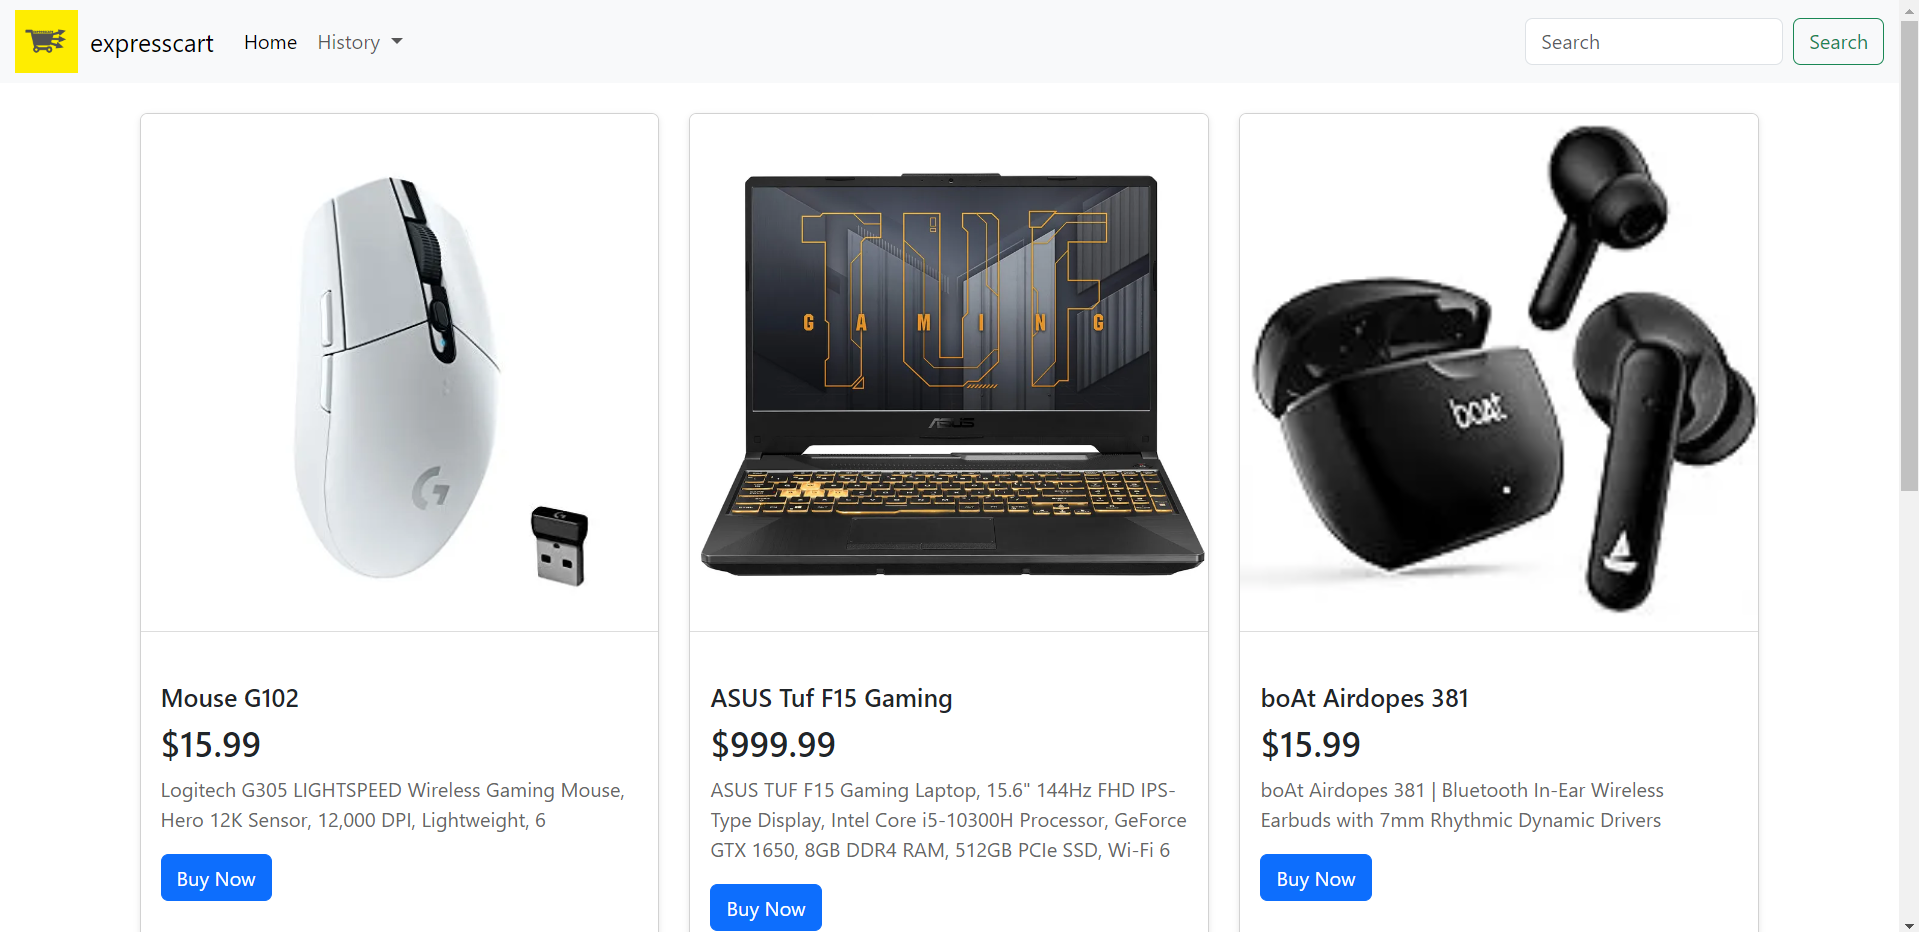 expresscart
Home
History
Search
Search
TUF
GAMING
ASUS
boAt
Mouse G102
$15.99
Logitech G305 LIGHTSPEED Wireless Gaming Mouse,
Hero 12K Sensor, 12,000 DPI, Lightweight, 6
Buy Now
ASUS Tuf F15 Gaming
$999.99
ASUS TUF F15 Gaming Laptop, 15.6" 144Hz FHD IPS-
Type Display, Intel Core i5-10300H Processor, GeForce
GTX 1650, 8GB DDR4 RAM, 512GB PCIe SSD, Wi-Fi 6
Buy Now
boAt Airdopes 381
$15.99
boAt Airdopes 381 | Bluetooth In-Ear Wireless
Earbuds with 7mm Rhythmic Dynamic Drivers
Buy Now